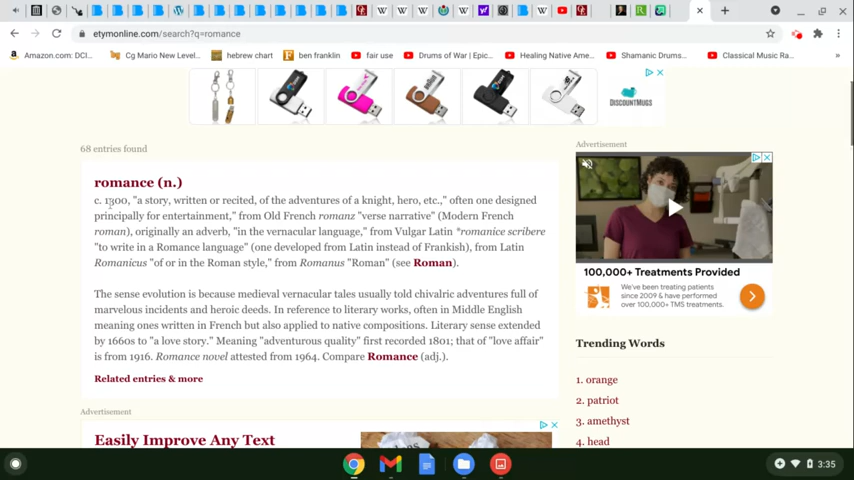 etymonline.com/search?q=romance
Amazon.com: DCI...
Cg Mario New Level...
hebrew chart
ben franklin
fair use
Drums of War | Epic...
Healing Native Ame...
Shamanic Drums...
Classical Music Ra...
DISCOUNTMUGS
68 entries found
Advertisement
romance (n.)
c. 1300, "a story, written or recited, of the adventures of a knight, hero, etc.," often one designed
principally for entertainment," from Old French romanz "verse narrative" (Modern French
roman), originally an adverb, "in the vernacular language," from Vulgar Latin *romanice scribere
"to write in a Romance language" (one developed from Latin instead of Frankish), from Latin
Romanicus "of or in the Roman style," from Romanus "Roman" (see Roman).
The sense evolution is because medieval vernacular tales usually told chivalric adventures full of
marvelous incidents and heroic deeds. In reference to literary works, often in Middle English
meaning ones written in French but also applied to native compositions. Literary sense extended
by 1660s to "a love story." Meaning "adventurous quality" first recorded 1801; that of "love affair"
is from 1916. Romance novel attested from 1964. Compare Romance (adj.).
Related entries & more
100,000+ Treatments Provided
We've been treating patients
since 2009 & have performed
over 100,000+ TMS treatments.
Trending Words
1. orange
2. patriot
3. amethyst
4. head
Advertisement
Easily Improve Any Text
3:35